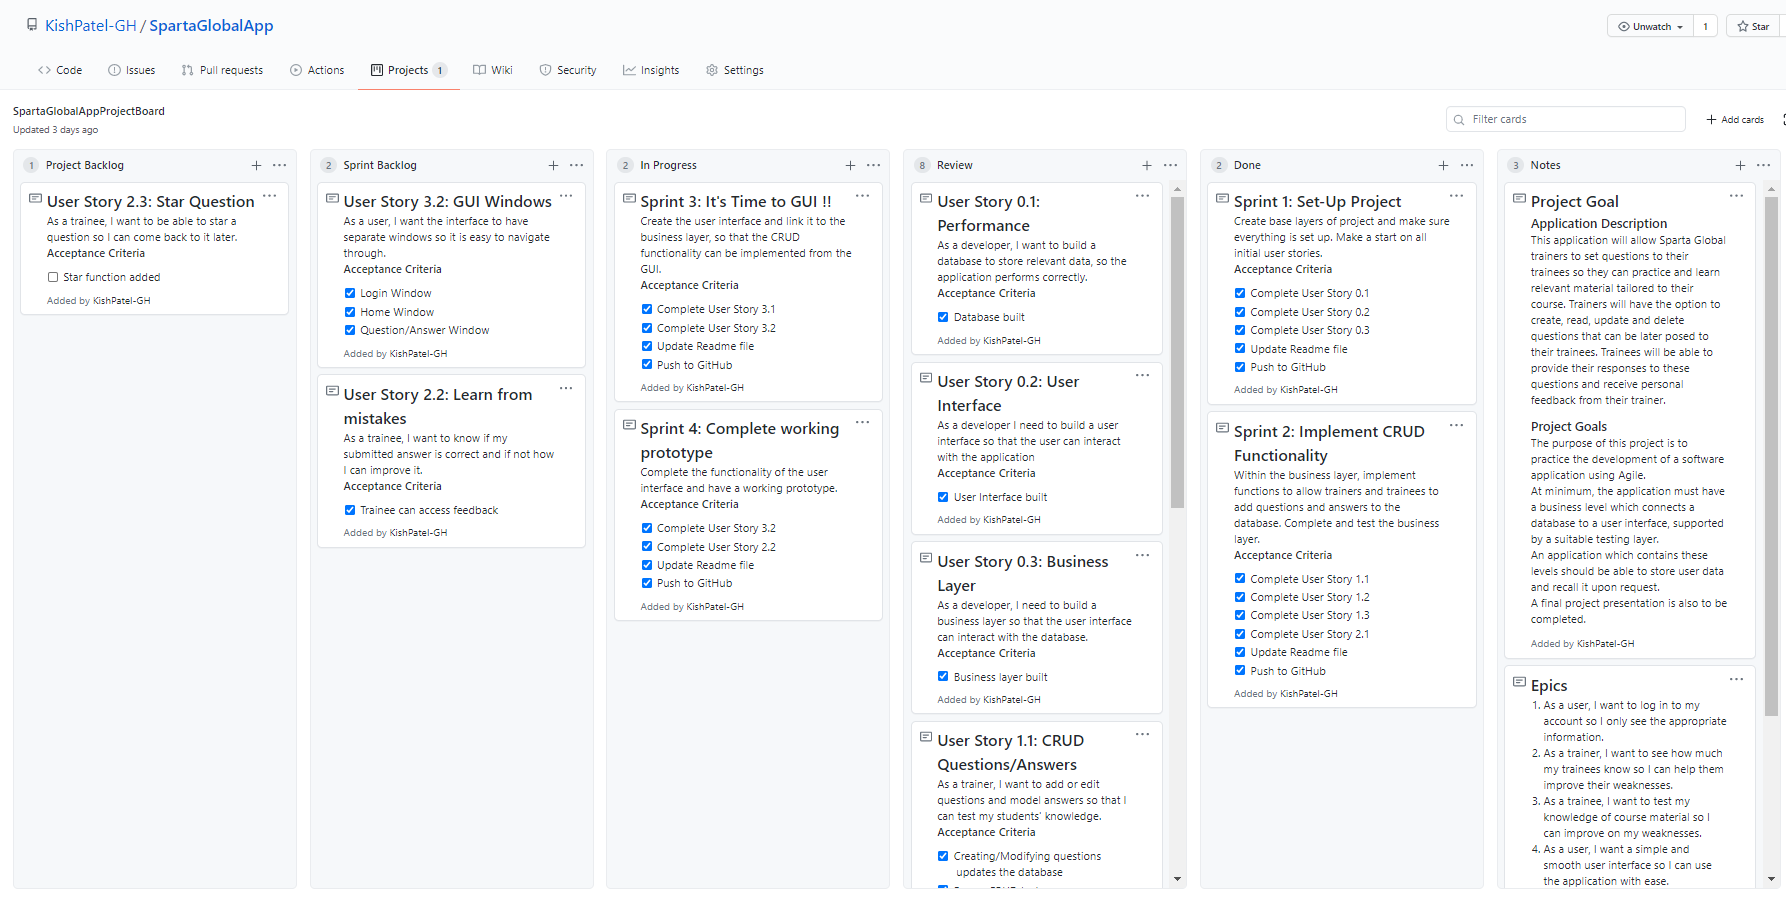 KishPatel-GH / SpartaGlobalApp
Unwatch 1 Star
Code Issues Pull requests Actions Projects 1 Wiki Security Insights Settings
SpartaGlobalAppProjectBoard
Updated 3 days ago
Filter cards
Add cards
1 Project Backlog
User Story 2.3: Star Question
As a trainee, I want to be able to star a
question so I can come back to it later.
Acceptance Criteria
Star function added
Added by KishPatel-GH
2 Sprint Backlog
User Story 3.2: GUI Windows
As a user, I want the interface to have
separate windows so it is easy to navigate
through.
Acceptance Criteria
Login Window
Home Window
Question/Answer Window
Added by KishPatel-GH
User Story 2.2: Learn from
mistakes
As a trainee, I want to know if my
submitted answer is correct and if not how
I can improve it.
Acceptance Criteria
Trainee can access feedback
Added by KishPatel-GH
2 In Progress
Sprint 3: It's Time to GUI !!
Create the user interface and link it to the
business layer, so that the CRUD
functionality can be implemented from the
GUI.
Acceptance Criteria
Complete User Story 3.1
Complete User Story 3.2
Update Readme file
Push to GitHub
Added by KishPatel-GH
Sprint 4: Complete working
prototype
Complete the functionality of the user
interface and have a working prototype.
Acceptance Criteria
Complete User Story 3.2
Complete User Story 2.2
Update Readme file
Push to GitHub
Added by KishPatel-GH
8 Review
User Story 0.1:
Performance
As a developer, I want to build a
database to store relevant data, so the
application performs correctly.
Acceptance Criteria
Database built
Added by KishPatel-GH
User Story 0.2: User
Interface
As a developer I need to build a user
interface so that the user can interact
with the application
Acceptance Criteria
User Interface built
Added by KishPatel-GH
User Story 0.3: Business
Layer
As a developer, I need to build a
business layer so that the user interface
can interact with the database.
Acceptance Criteria
Business layer built
Added by KishPatel-GH
User Story 1.1: CRUD
Questions/Answers
As a trainer, I want to add or edit
questions and model answers so that I
can test my students' knowledge.
Acceptance Criteria
Creating/Modifying questions
updates the database
2 Done
Sprint 1: Set-Up Project
Create base layers of project and make sure
everything is set up. Make a start on all
initial user stories.
Acceptance Criteria
Complete User Story 0.1
Complete User Story 0.2
Complete User Story 0.3
Update Readme file
Push to GitHub
Added by KishPatel-GH
Sprint 2: Implement CRUD
Functionality
Within the business layer, implement
functions to allow trainers and trainees to
add questions and answers to the
database. Complete and test the business
layer.
Acceptance Criteria
Complete User Story 1.1
Complete User Story 1.2
Complete User Story 1.3
Complete User Story 2.1
Update Readme file
Push to GitHub
Added by KishPatel-GH
3 Notes
Project Goal
Application Description
This application will allow Sparta Global
trainers to set questions to their
trainees so they can practice and learn
relevant material tailored to their
course. Trainers will have the option to
create, read, update and delete
questions that can be later posed to
their trainees. Trainees will be able to
provide their responses to these
questions and receive personal
feedback from their trainer.
Project Goals
The purpose of this project is to
practice the development of a software
application using Agile.
At minimum, the application must have
a business level which connects a
database to a user interface, supported
by a suitable testing layer.
An application which contains these
levels should be able to store user data
and recall it upon request.
A final project presentation is also to be
completed.
Added by KishPatel-GH
Epics
1. As a user, I want to log in to my
account so I only see the appropriate
information.
2. As a trainer, I want to see how much
my trainees know so I can help them
improve their weaknesses.
3. As a trainee, I want to test my
knowledge of course material so I
can improve on my weaknesses.
4. As a user, I want a simple and
smooth user interface so I can use
the application with ease.